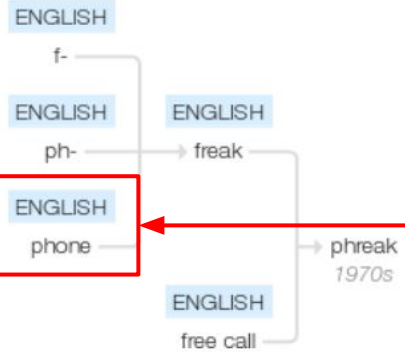 ENGLISH
f-
ENGLISH
ph-
ENGLISH
phone
ENGLISH
freak
ENGLISH
free call
phreak
1970s